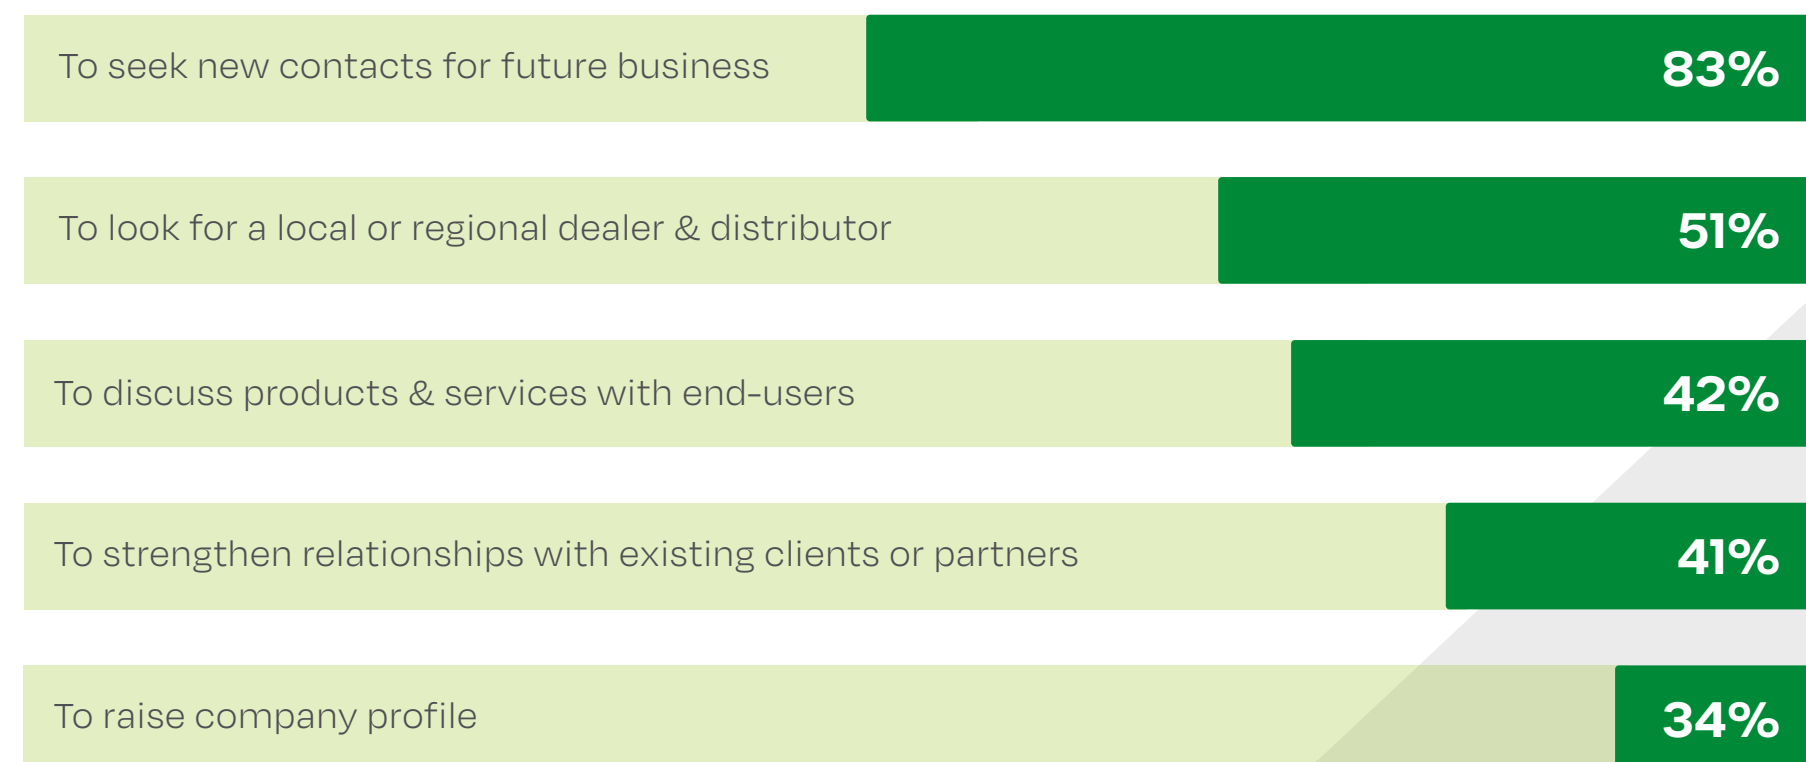 To seek new contacts for future business 83%
To look for a local or regional dealer & distributor 51%
To discuss products & services with end-users 42%
To strengthen relationships with existing clients or partners 41%
To raise company profile 34%